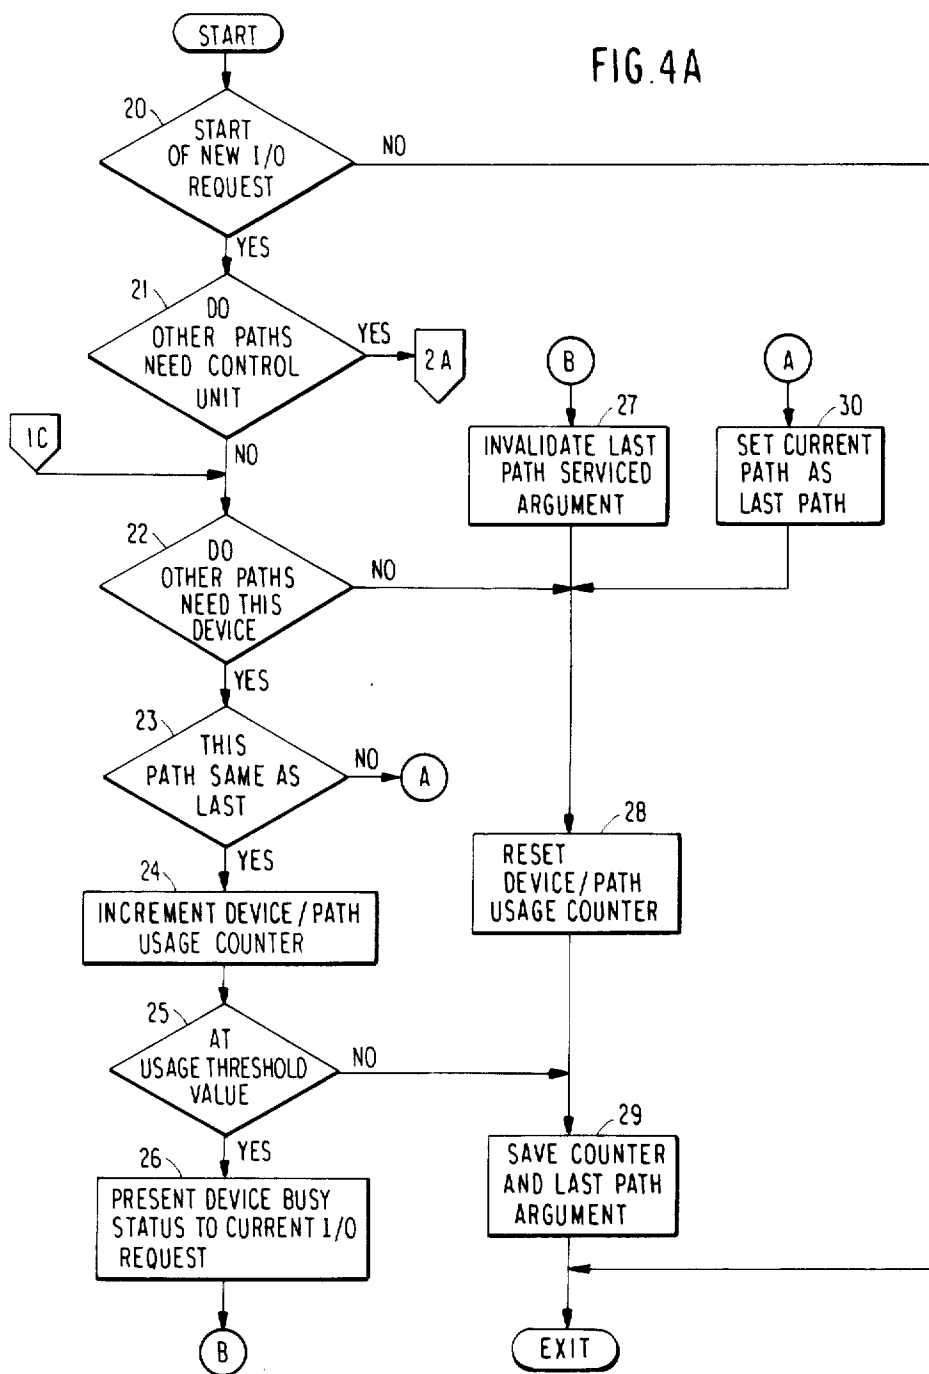 START
FIG. 4A
20
START
OF NEW I/O
REQUEST
NO
YES
21
DO
OTHER PATHS
NEED CONTROL
UNIT
YES
2A
1C
NO
B
A
27
INVALIDATE LAST
PATH SERVICED
ARGUMENT
30
SET CURRENT
PATH AS
LAST PATH
22
DO
OTHER PATHS
NEED THIS
DEVICE
NO
YES
23
THIS
PATH SAME AS
LAST
NO
A
YES
24
INCREMENT DEVICE/PATH
USAGE COUNTER
28
RESET
DEVICE/PATH
USAGE COUNTER
25
AT
USAGE THRESHOLD
VALUE
NO
YES
26
PRESENT DEVICE BUSY
STATUS TO CURRENT I/O
REQUEST
29
SAVE COUNTER
AND LAST PATH
ARGUMENT
B
EXIT